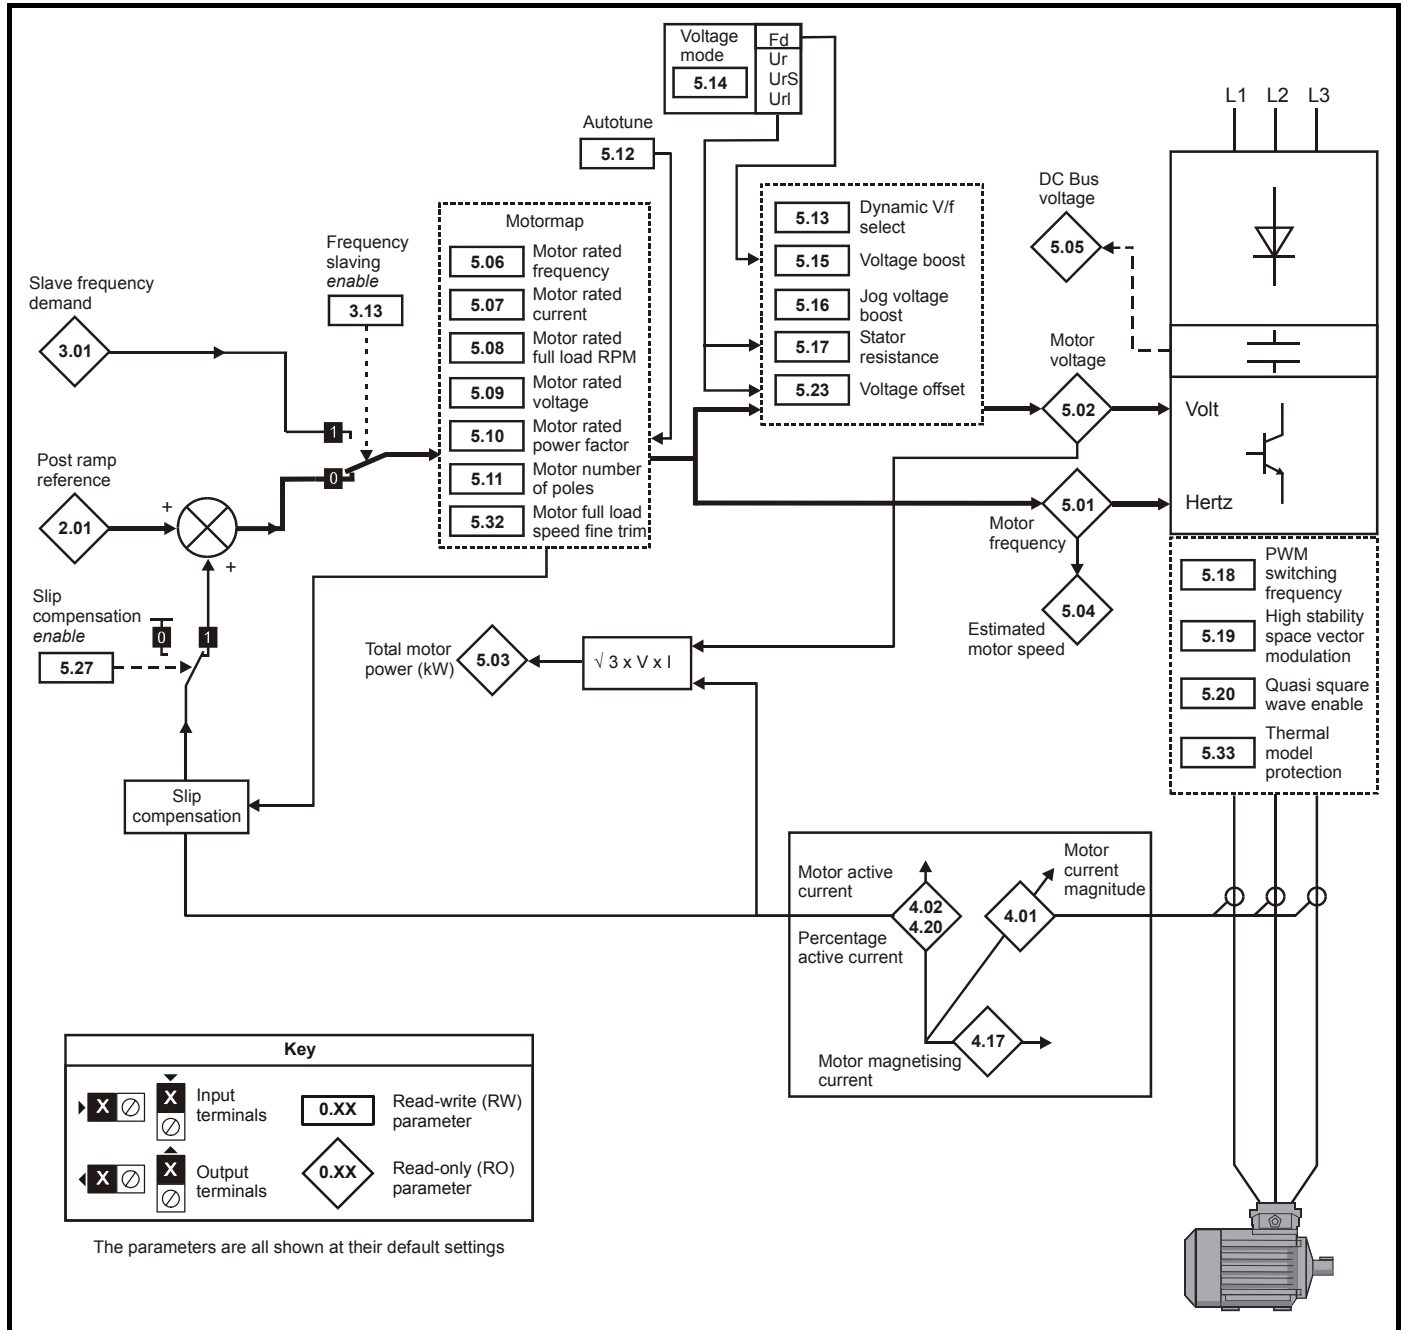 Voltage
mode
5.14
Fd
Ur
UrS
UrI
L1 L2 L3
Autotune
5.12
DC Bus
voltage
5.05
Motormap
5.06 Motor rated
frequency
5.07 Motor rated
current
5.08 Motor rated
full load RPM
5.09 Motor rated
voltage
5.10 Motor rated
power factor
5.11 Motor number
of poles
5.32 Motor full load
speed fine trim
5.13 Dynamic V/f
select
5.15 Voltage boost
5.16 Jog voltage
boost
5.17 Stator
resistance
5.23 Voltage offset
Frequency
slaving
enable
3.13
Slave frequency
demand
3.01
1
0
Post ramp
reference
2.01
+
+
Motor
voltage
5.02
Volt
5.01
Motor
frequency
Hertz
5.04
Estimated
motor speed
Slip
compensation
enable
5.27
0 1
Total motor
power (kW)
5.03
√ 3 x V x I
5.18 PWM
switching
frequency
5.19 High stability
space vector
modulation
5.20 Quasi square
wave enable
5.33 Thermal
model
protection
Slip
compensation
Motor active
current
4.02
4.20
Percentage
active current
4.01
Motor
current
magnitude
4.17
Motor magnetising
current
Key
X X Input
terminals
0.XX Read-write (RW)
parameter
X X Output
terminals
0.XX Read-only (RO)
parameter
The parameters are all shown at their default settings